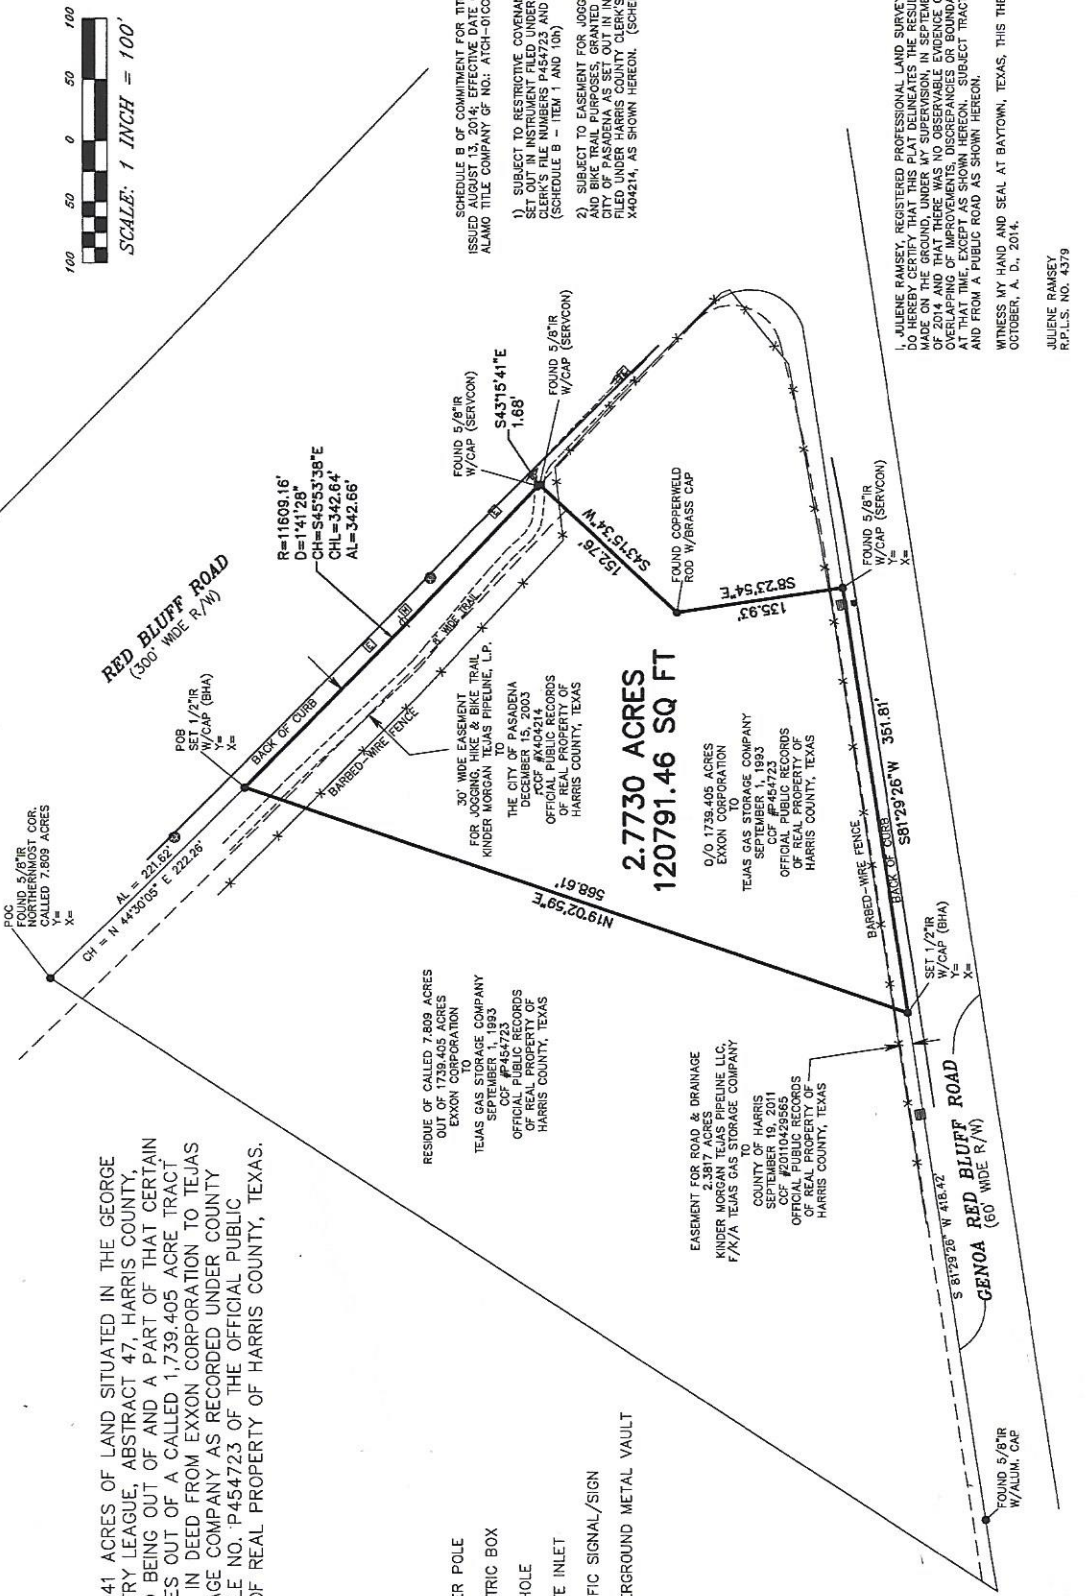 100 50 0 50 100
SCALE: 1 INCH = 100'
41 ACRES OF LAND SITUATED IN THE GEORGE
RY LEAGUE, ABSTRACT 47, HARRIS COUNTY,
BEING OUT OF AND A PART OF THAT CERTAIN
ES OUT OF A CALLED 1,739.405 ACRE TRACT
IN DEED FROM EXXON CORPORATION TO TEJAS
GE COMPANY AS RECORDED UNDER COUNTY
LE NO. P454723 OF THE OFFICIAL PUBLIC
OF REAL PROPERTY OF HARRIS COUNTY, TEXAS.
ER POLE
TRIC BOX
HOLE
TE INLET
FIC SIGNAL/SIGN
ERGROUND METAL VAULT
POC
FOUND 5/8"IR
NORTHERNMOST COR.
CALLED 7.809 ACRES
Y=
X=
AL = 221.62'
CH = N 44°30'05" E 222.26'
POB
SET 1/2"IR
W/CAP (BHA)
Y=
X=
RED BLUFF ROAD
(300' WIDE R/W)
BACK OF CURB
R=11609.16'
D=1°41'28"
CH=S45°53'38"E
CHL=342.64'
AL=342.66'
FOUND 5/8"IR
W/CAP (SERVCON)
S43°15'41"E
1.68'
FOUND 5/8"IR
W/CAP (SERVCON)
WIDE TRAIL
BARBED-WIRE FENCE
30' WIDE EASEMENT
FOR JOGGING, HIKE & BIKE TRAIL
KINDER MORGAN TEJAS PIPELINE, L.P.
TO
THE CITY OF PASADENA
DECEMBER 15, 2003
CCF #X404214
OFFICIAL PUBLIC RECORDS
OF REAL PROPERTY OF
HARRIS COUNTY, TEXAS
S43°15'34"W
152.76'
FOUND COPPERWELD
ROD W/BRASS CAP
S8°23'54"E
135.93'
FOUND 5/8"IR
W/CAP (SERVCON)
Y=
X=
2.7730 ACRES
120791.46 SQ FT
O/O 1739.405 ACRES
EXXON CORPORATION
TO
TEJAS GAS STORAGE COMPANY
SEPTEMBER 1, 1993
CCF #P454723
OFFICIAL PUBLIC RECORDS
OF REAL PROPERTY OF
HARRIS COUNTY, TEXAS
N19°02'59"E
568.61'
RESIDUE OF CALLED 7.809 ACRES
OUT OF 1739.405 ACRES
EXXON CORPORATION
TO
TEJAS GAS STORAGE COMPANY
SEPTEMBER 1, 1993
CCF #P454723
OFFICIAL PUBLIC RECORDS
OF REAL PROPERTY OF
HARRIS COUNTY, TEXAS
EASEMENT FOR ROAD & DRAINAGE
2.3817 ACRES
KINDER MORGAN TEJAS PIPELINE LLC,
F/K/A TEJAS GAS STORAGE COMPANY
TO
COUNTY OF HARRIS
SEPTEMBER 19, 2011
CCF #20110429565
OFFICIAL PUBLIC RECORDS
OF REAL PROPERTY OF
HARRIS COUNTY, TEXAS
BARBED-WIRE FENCE
BACK OF CURB
S81°29'26"W 351.81'
SET 1/2"IR
W/CAP (BHA)
Y=
X=
S 81°29'26" W 418.42'
GENOA RED BLUFF ROAD
(60' WIDE R/W)
FOUND 5/8"IR
W/ALUM. CAP
SCHEDULE B OF COMMITMENT FOR TIT
ISSUED AUGUST 13, 2014; EFFECTIVE DATE
ALAMO TITLE COMPANY GF NO.: ATCH-01CO
1) SUBJECT TO RESTRICTIVE COVENA
SET OUT IN INSTRUMENT FILED UNDER
CLERK'S FILE NUMBERS P454723 AND
(SCHEDULE B - ITEM 1 AND 10h)
2) SUBJECT TO EASEMENT FOR JOGG
AND BIKE TRAIL PURPOSES, GRANTED
CITY OF PASADENA AS SET OUT IN IN
FILED UNDER HARRIS COUNTY CLERK'S
X404214, AS SHOWN HEREON. (SCHE
I, JULIENE RAMSEY, REGISTERED PROFESSIONAL LAND SURVEY
DO HEREBY CERTIFY THAT THIS PLAT DELINEATES THE RESUL
MADE ON THE GROUND, UNDER MY SUPERVISION, IN SEPTEM
OF 2014 AND THAT THERE WAS NO OBSERVABLE EVIDENCE
OVERLAPPING OF IMPROVEMENTS, DISCREPANCIES OR BOUNDA
AT THAT TIME, EXCEPT AS SHOWN HEREON. SUBJECT TRACT
AND FROM A PUBLIC ROAD AS SHOWN HEREON.
WITNESS MY HAND AND SEAL AT BAYTOWN, TEXAS, THIS THE
OCTOBER, A. D., 2014.
JULIENE RAMSEY
R.P.L.S. NO. 4379